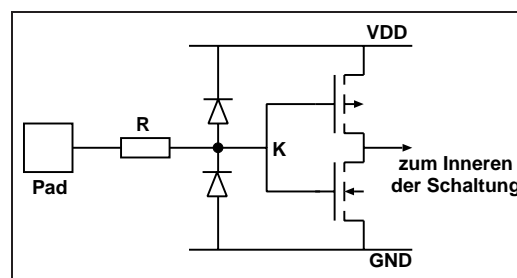 VDD
R
K
Pad
zum Inneren
der Schaltung
GND